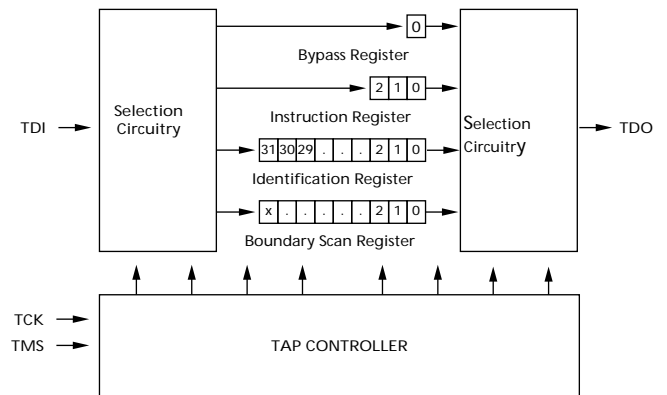 0
Bypass Register
2 1 0
Selection
Circuitry
Selection
Circuitry
Instruction Register
TDI
TDO
31 30 29 . . . 2 1 0
Identification Register
x . . . . . 2 1 0
Boundary Scan Register
TCK
TMS
TAP CONTROLLER